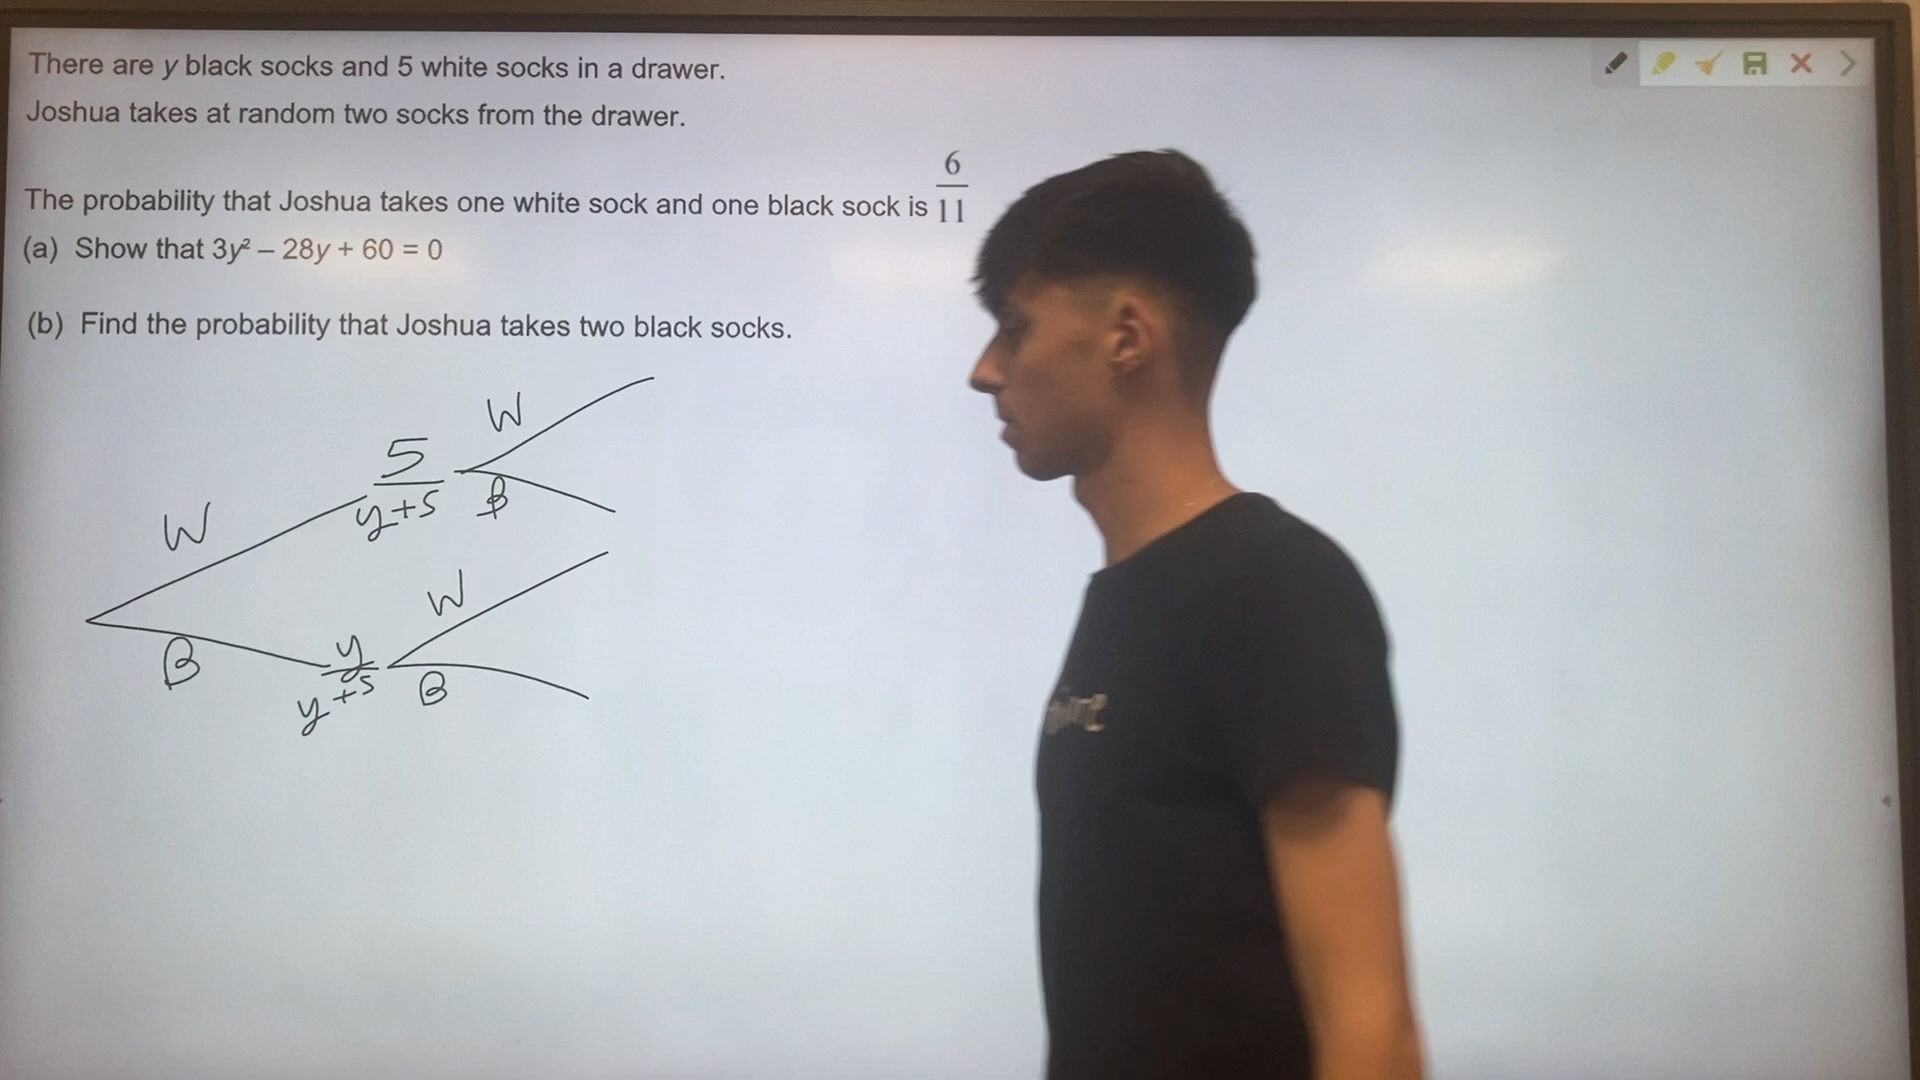 There are y black socks and 5 white socks in a drawer.
Joshua takes at random two socks from the drawer.
The probability that Joshua takes one white sock and one black sock is 6/11
(a) Show that 3y² – 28y + 60 = 0
(b) Find the probability that Joshua takes two black socks.
W
5/y+5
W
B
B
y/y+5
W
B